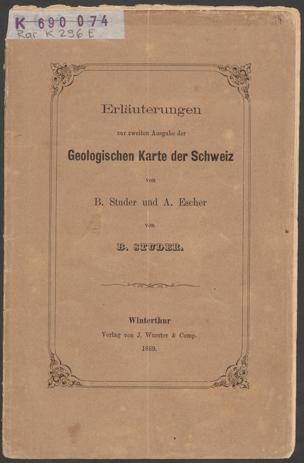 K 690 074
Rar K 296 E
Erläuterungen
zur zweiten Ausgabe der
Geologischen Karte der Schweiz
von
B. Studer und A. Escher
von
B. STUDER.
Winterthur
Verlag von J. Wurster & Comp.
1869.